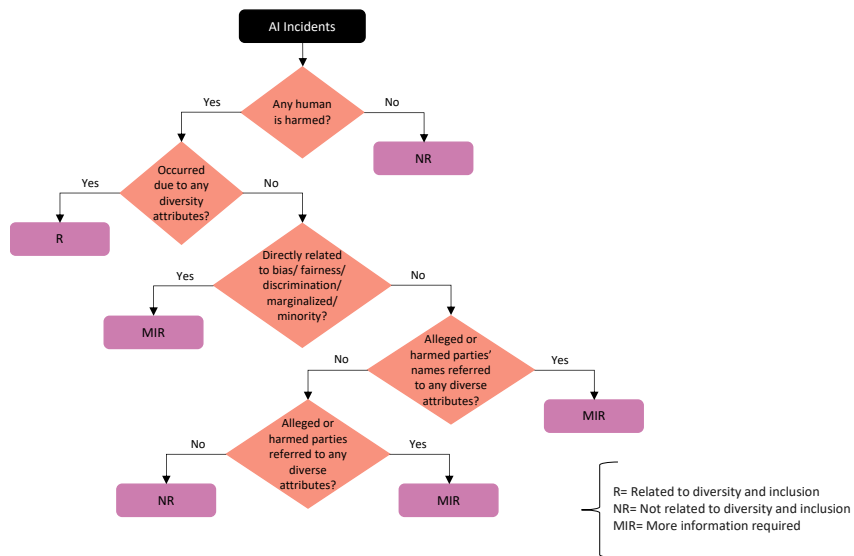 AI Incidents
Any human
is harmed?
Yes
No
NR
Occurred
due to any
diversity
attributes?
Yes
No
R
Directly related
to bias/ fairness/
discrimination/
marginalized/
minority?
Yes
No
MIR
Alleged or
harmed parties’
names referred
to any diverse
attributes?
No
Yes
MIR
Alleged or
harmed parties
referred to any
diverse
attributes?
No
Yes
NR
MIR
R= Related to diversity and inclusion
NR= Not related to diversity and inclusion
MIR= More information required